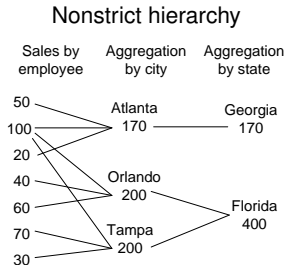 Nonstrict hierarchy
Sales by employee
Aggregation by city
Aggregation by state
50
100
20
40
60
70
30
Atlanta
170
Orlando
200
Tampa
200
Georgia
170
Florida
400